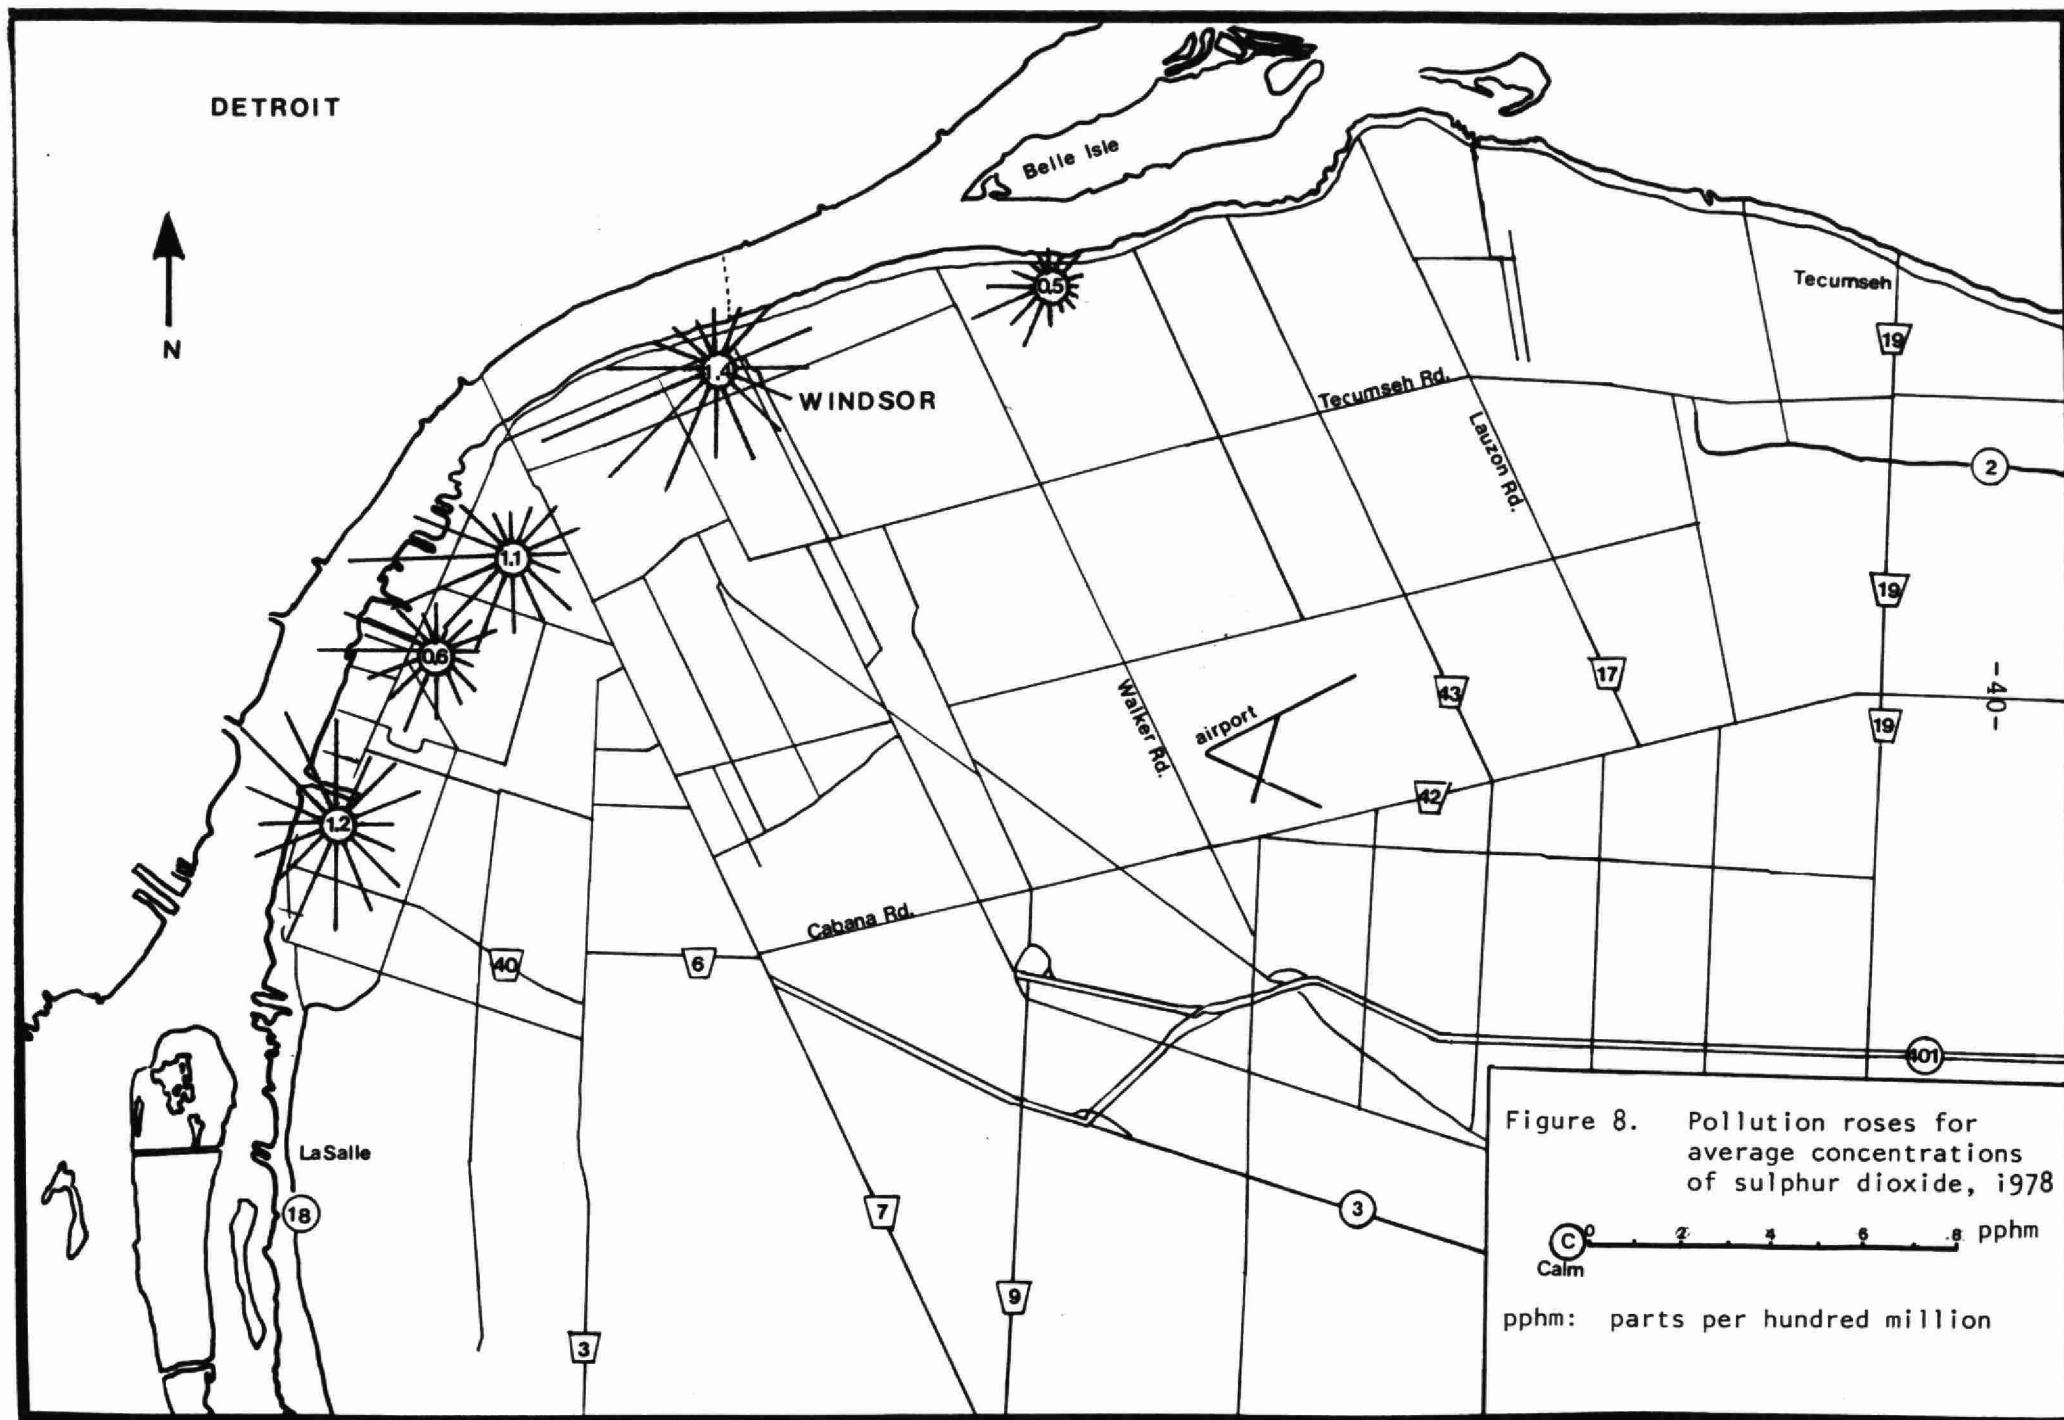 DETROIT
Belle Isle
N
0.5
Tecumseh
19
1.4
WINDSOR
Tecumseh Rd.
Lauzon Rd.
2
1.1
19
0.6
Walker Rd.
airport
43
17
19
-40-
42
1.2
Cabana Rd.
40
6
401
LaSalle
18
7
3
9
3
Figure 8. Pollution roses for
average concentrations
of sulphur dioxide, i978
C 0 2 4 6 .8 pphm
Calm
pphm: parts per hundred million